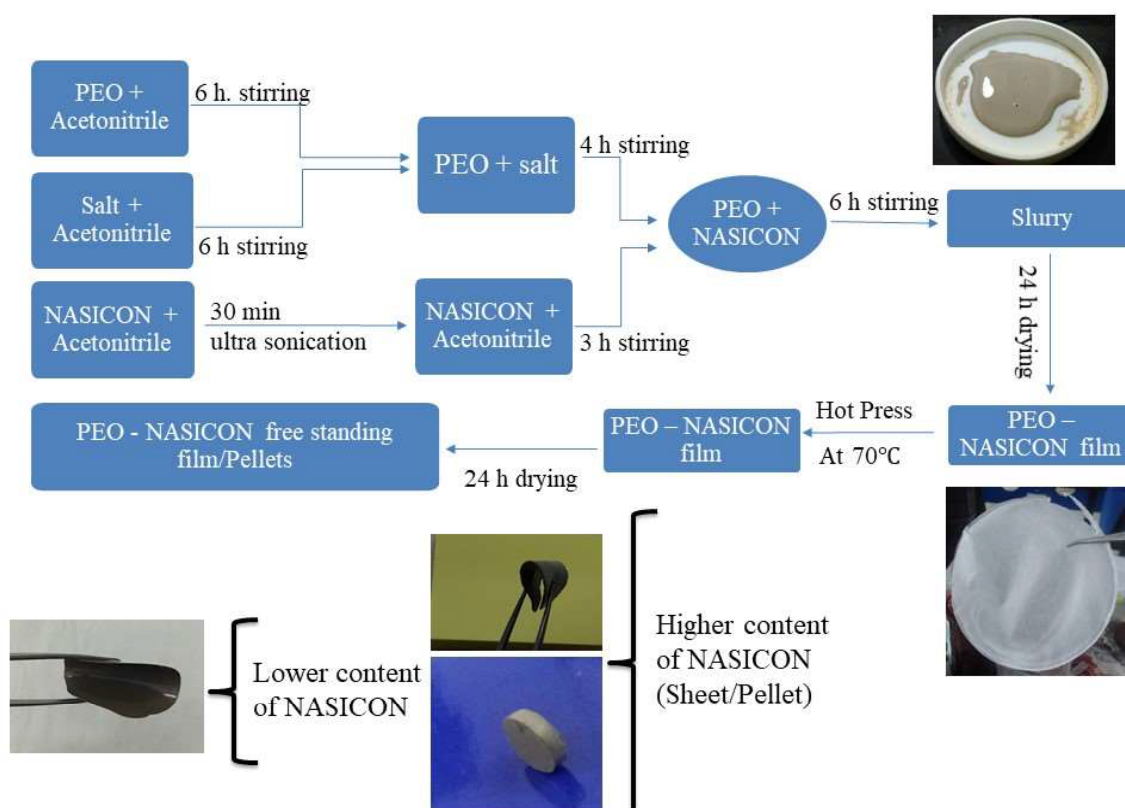 PEO +
Acetonitrile
6 h. stirring
Salt +
Acetonitrile
6 h stirring
PEO + salt
4 h stirring
NASICON +
Acetonitrile
30 min
ultra sonication
NASICON +
Acetonitrile
3 h stirring
PEO +
NASICON
6 h stirring
Slurry
24 h drying
PEO –
NASICON film
Hot Press
At 70℃
PEO – NASICON
film
24 h drying
PEO - NASICON free standing
film/Pellets
Lower content
of NASICON
Higher content
of NASICON
(Sheet/Pellet)